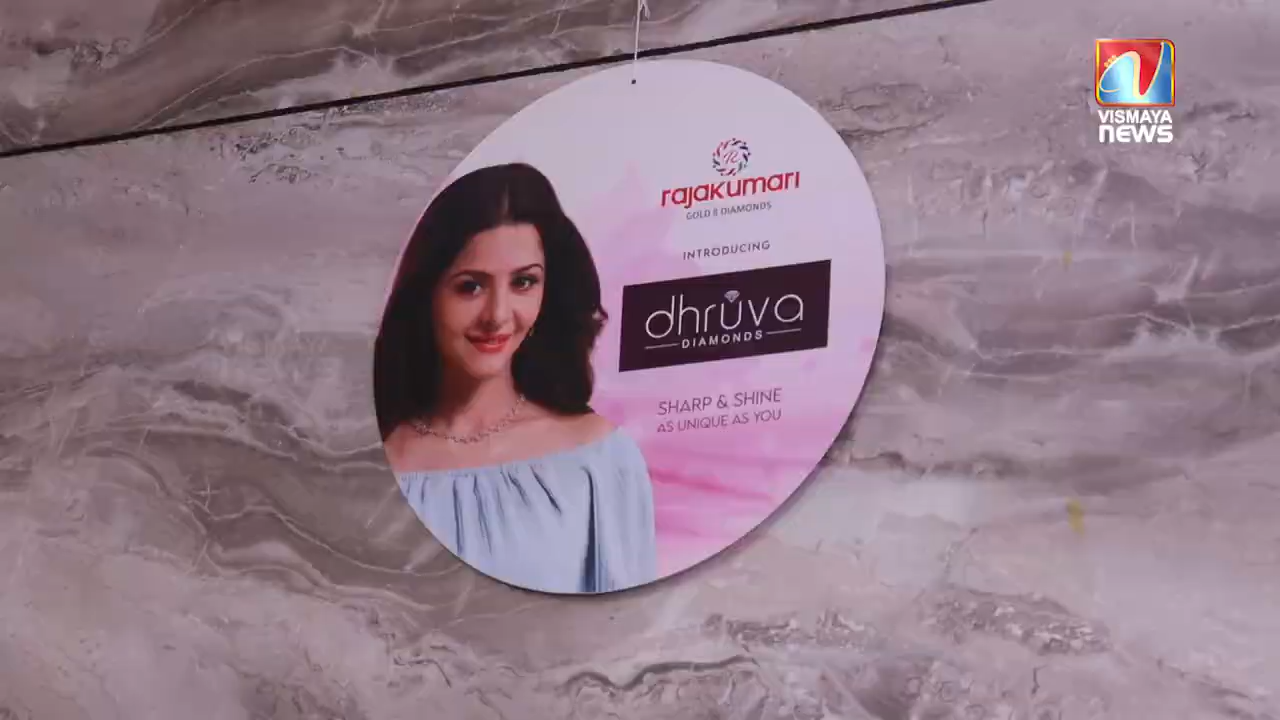 VISMAYA
NEWS
R
rajakumari
GOLD & DIAMONDS
INTRODUCING
dhruva
DIAMONDS
SHARP & SHINE
AS UNIQUE AS YOU